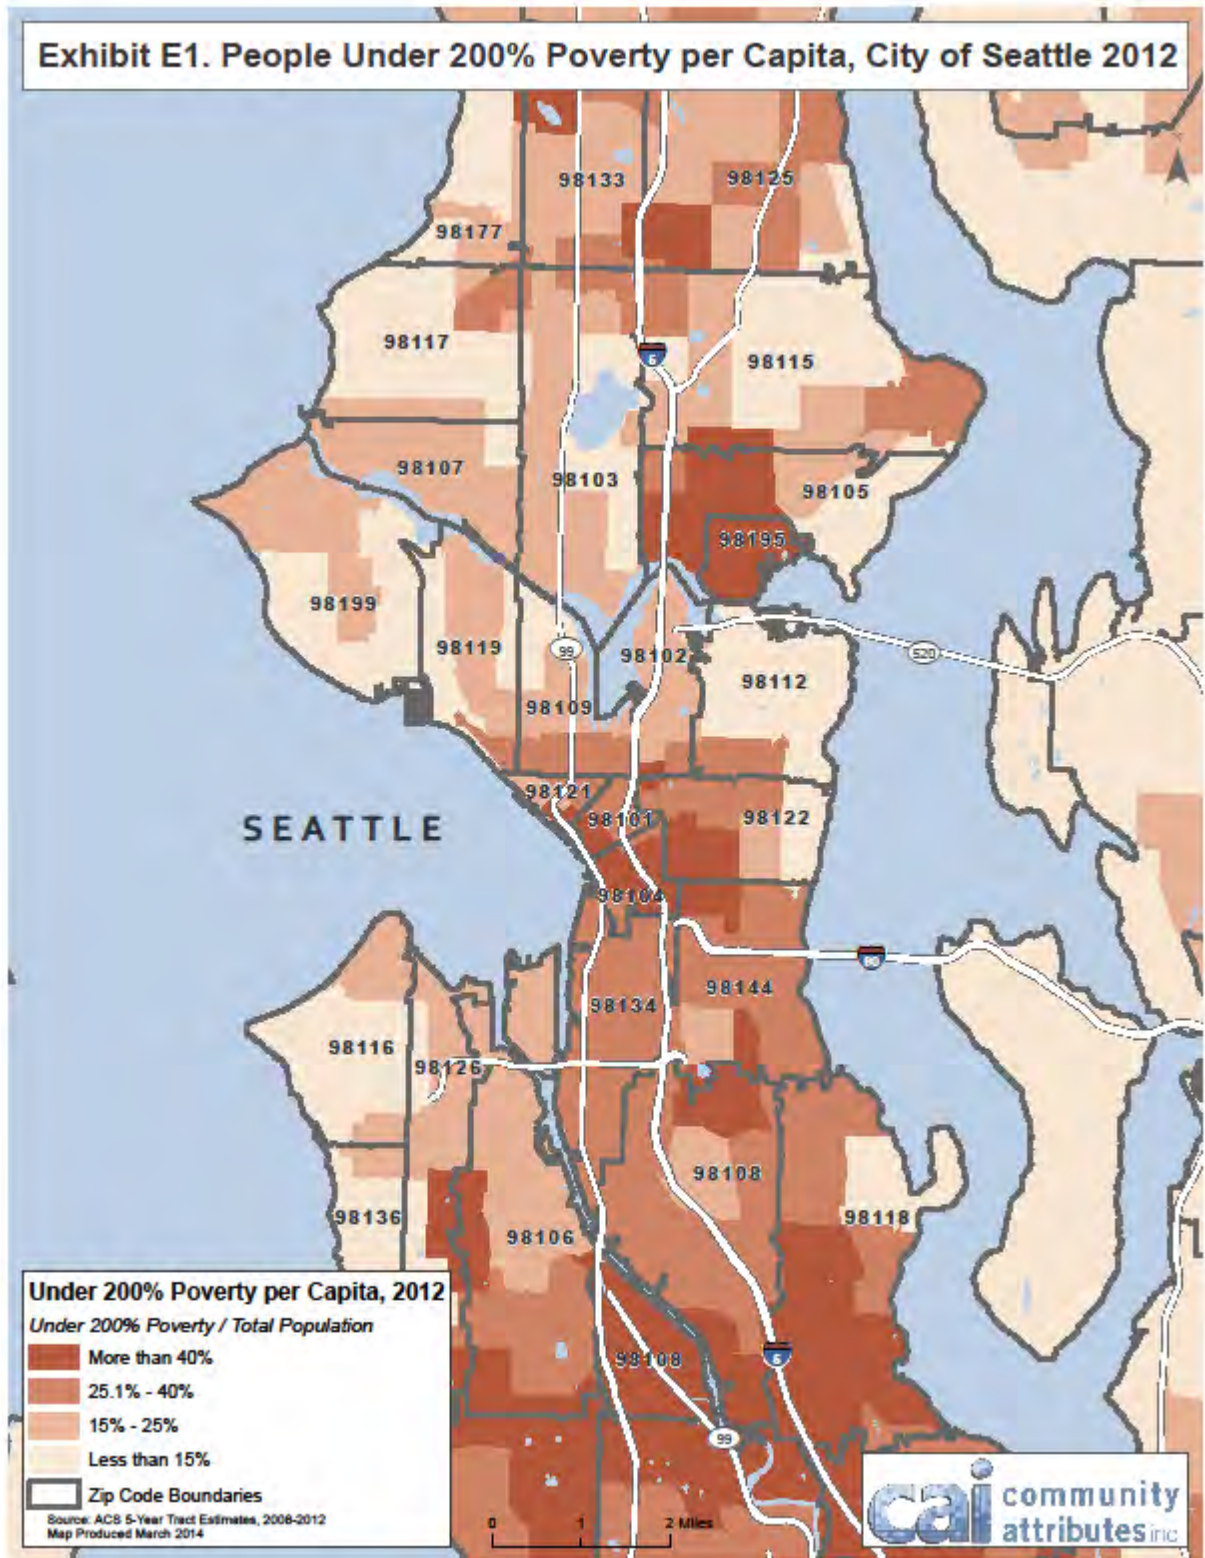 Exhibit E1. People Under 200% Poverty per Capita, City of Seattle 2012
98133
98125
98177
98117
98115
6
98107
98103
98105
98195
98199
98119
99
98102
520
98112
98109
98121
98101
98122
SEATTLE
98104
90
98134
98144
98116
98126
98108
98136
98118
98106
98108
6
99
Under 200% Poverty per Capita, 2012
Under 200% Poverty / Total Population
More than 40%
25.1% - 40%
15% - 25%
Less than 15%
Zip Code Boundaries
Source: ACS 5-Year Tract Estimates, 2008-2012
Map Produced March 2014
0 1 2 Miles
cai community
attributes inc